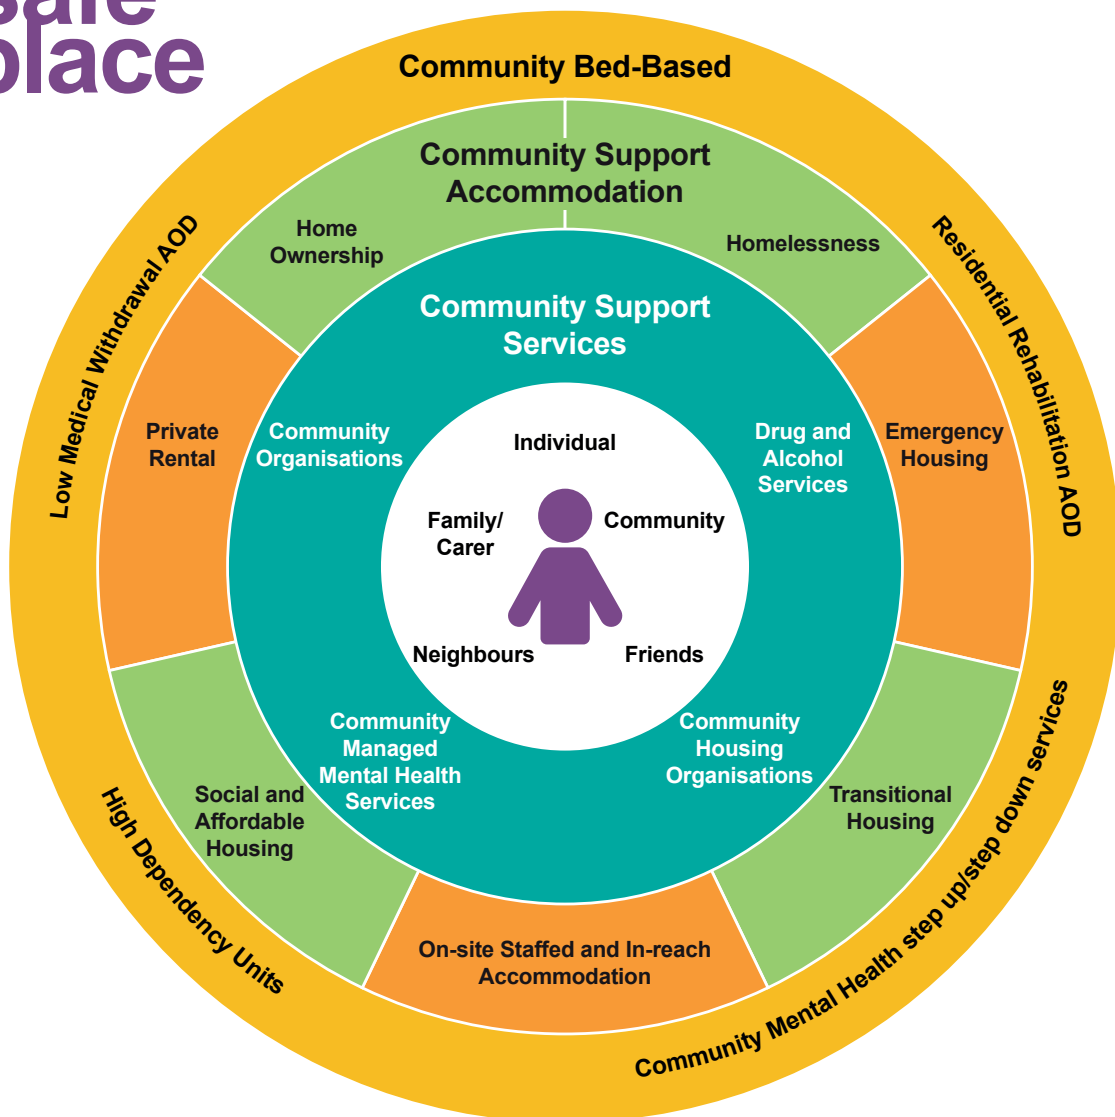 safe
place
Community Bed-Based
Community Support
Accommodation
Home
Ownership
Homelessness
Low Medical Withdrawal AOD
Residential Rehabilitation AOD
Community Support
Services
Private
Rental
Community
Organisations
Individual
Drug and
Alcohol
Services
Emergency
Housing
Family/
Carer
Community
Neighbours
Friends
Community
Managed
Mental Health
Services
Community
Housing
Organisations
Social and
Affordable
Housing
Transitional
Housing
High Dependency Units
On-site Staffed and In-reach
Accommodation
Community Mental Health step up/step down services